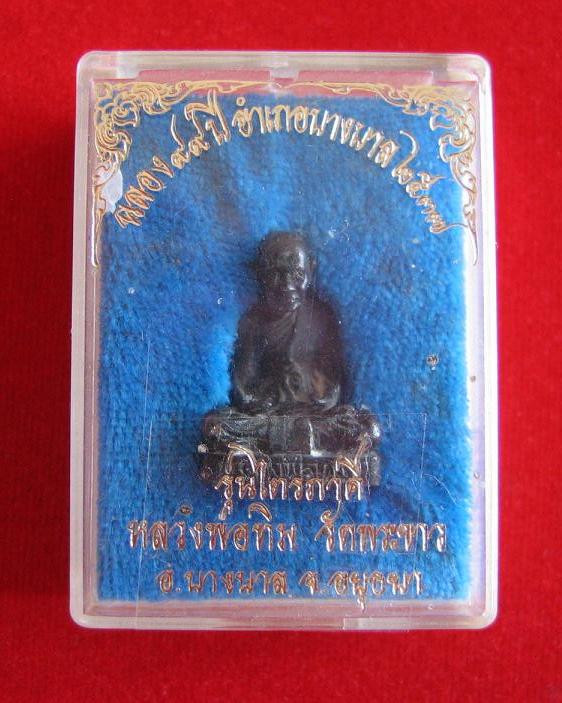 ฉลอง ๙๙ ปี อำเภอบางบาล ๒๕๓๗
รุ่นไตรภาคี
หลวงพ่อทิม วัดพระขาว
อ.บางบาล จ.อยุธยา